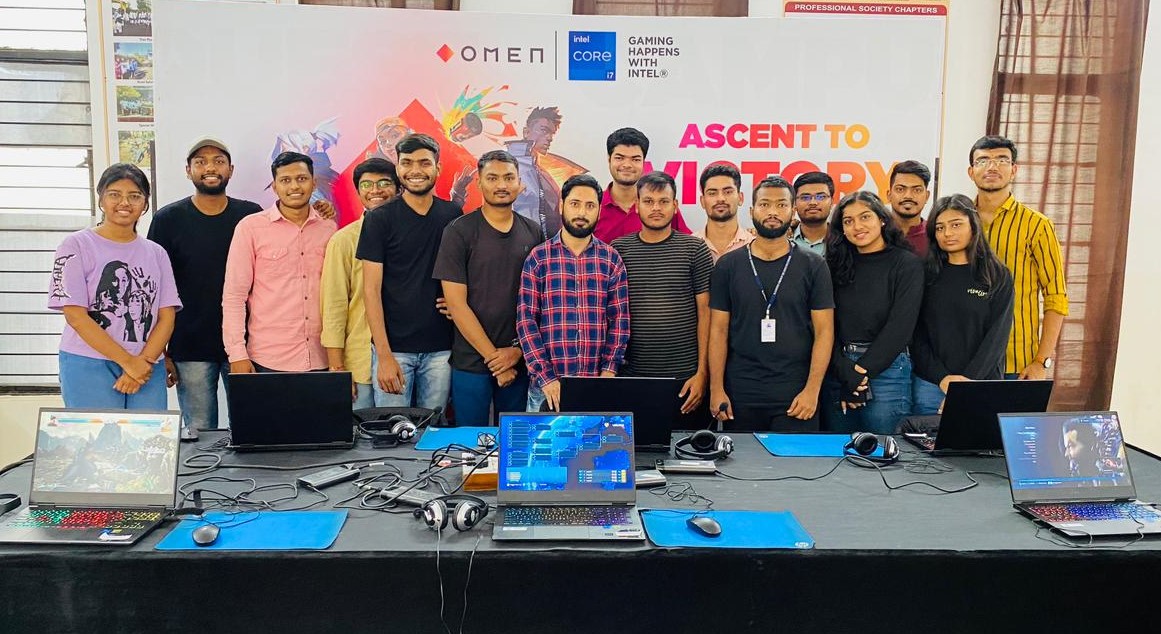 PROFESSIONAL SOCIETY CHAPTERS
OMEN
intel
CORE
i7
GAMING
HAPPENS
WITH
INTEL®
ASCENT TO
VICTORY